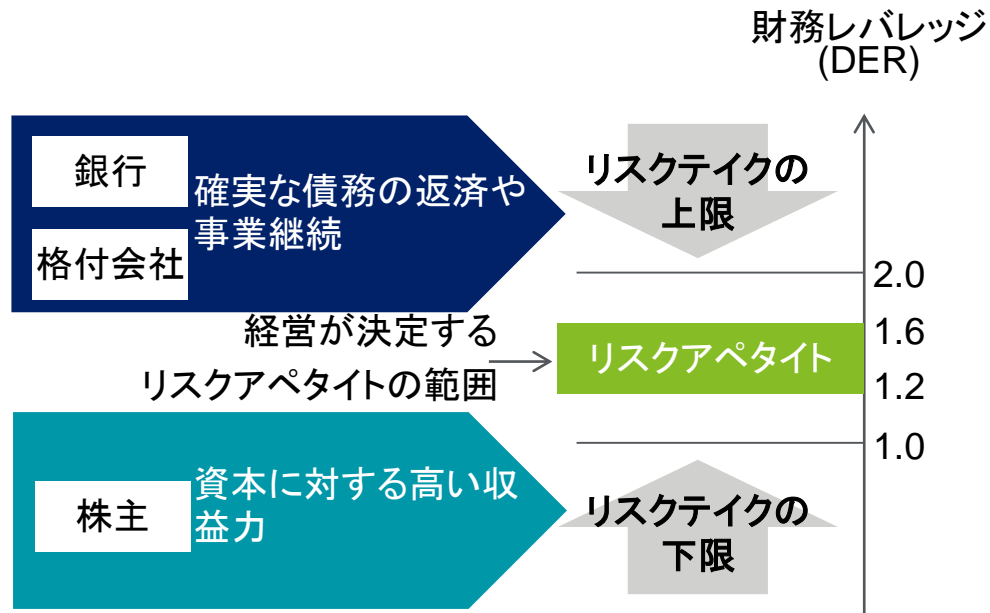 財務レバレッジ
(DER)
銀行
格付会社
確実な債務の返済や
事業継続
リスクテイクの
上限
2.0
経営が決定する
リスクアペタイトの範囲
リスクアペタイト
1.6
1.2
1.0
株主
資本に対する高い収
益力
リスクテイクの
下限